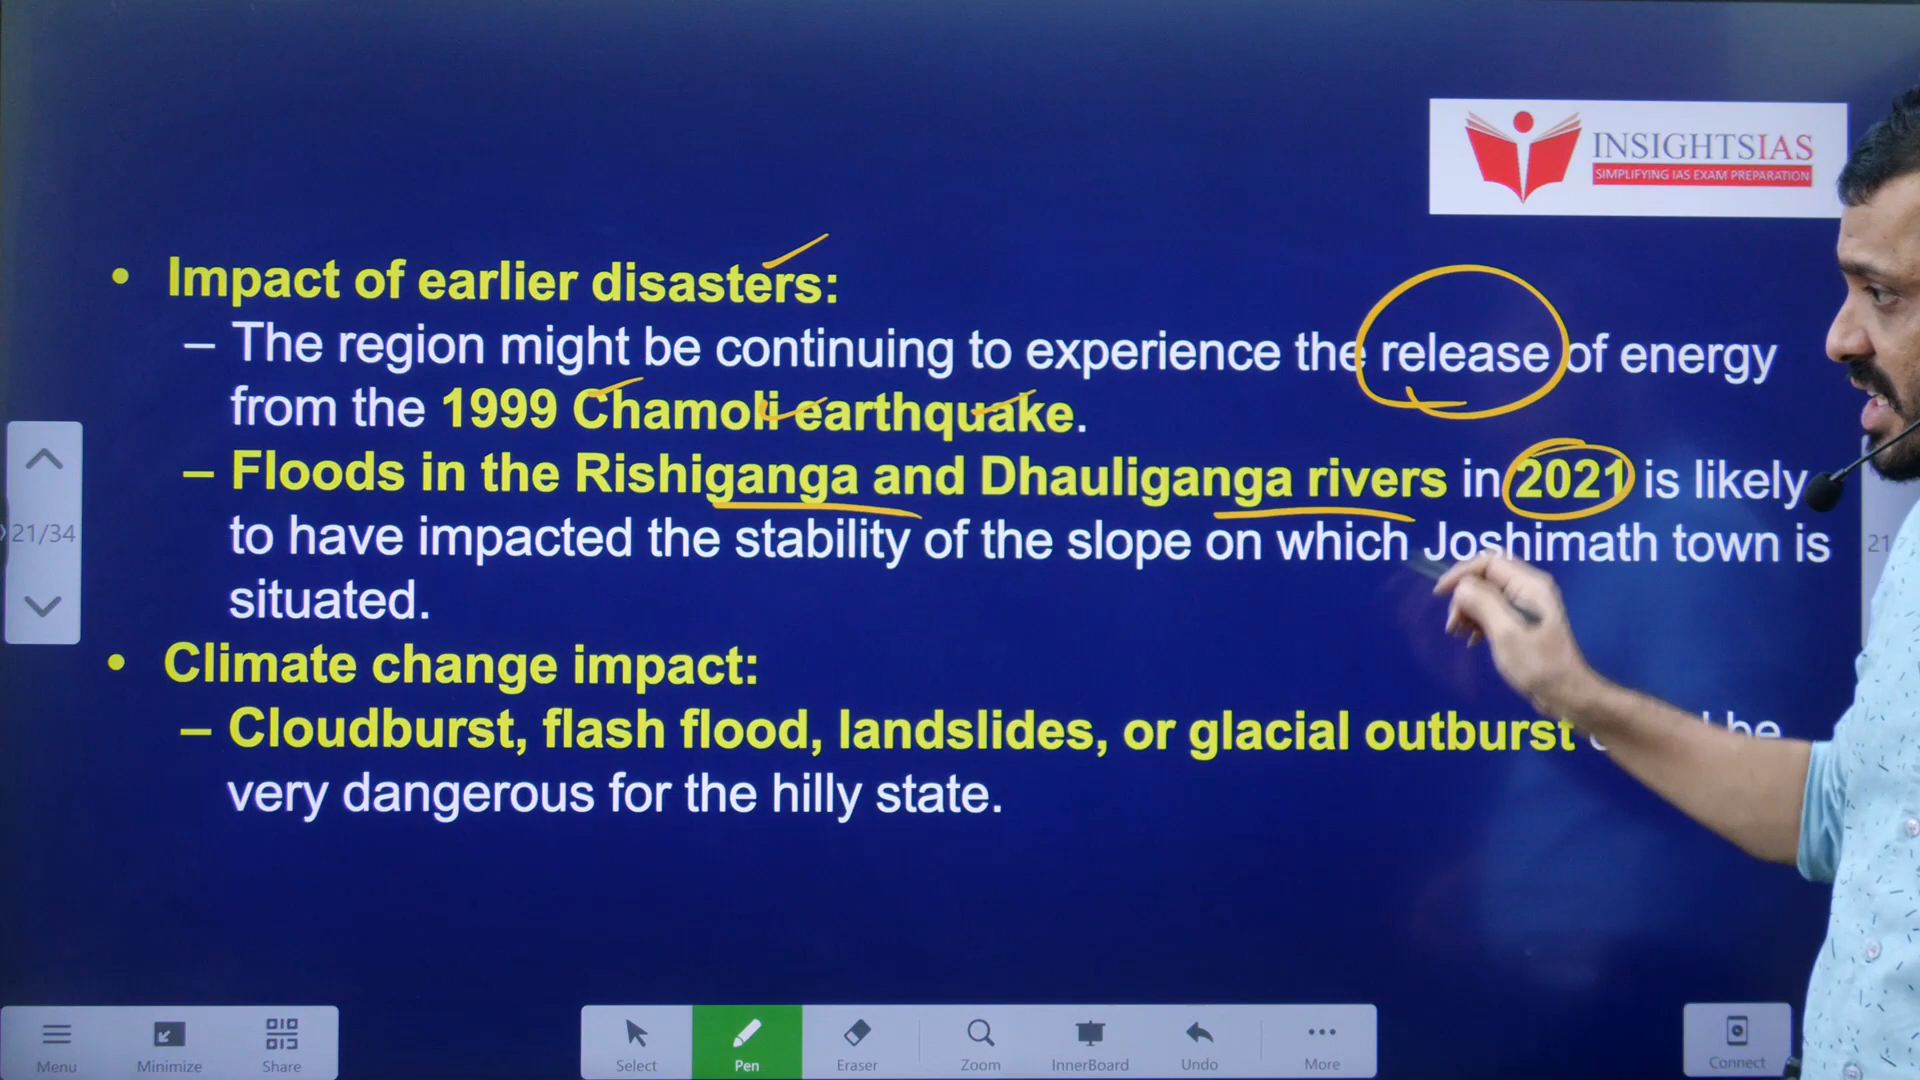 INSIGHTSIAS
SIMPLIFYING IAS EXAM PREPARATION
• Impact of earlier disasters:
– The region might be continuing to experience the release of energy
from the 1999 Chamoli earthquake.
– Floods in the Rishiganga and Dhauliganga rivers in 2021 is likely
to have impacted the stability of the slope on which Joshimath town is
situated.
• Climate change impact:
– Cloudburst, flash flood, landslides, or glacial outburst be
very dangerous for the hilly state.
21/34
21
Menu Minimize Share Select Pen Eraser Zoom InnerBoard Undo More Connect